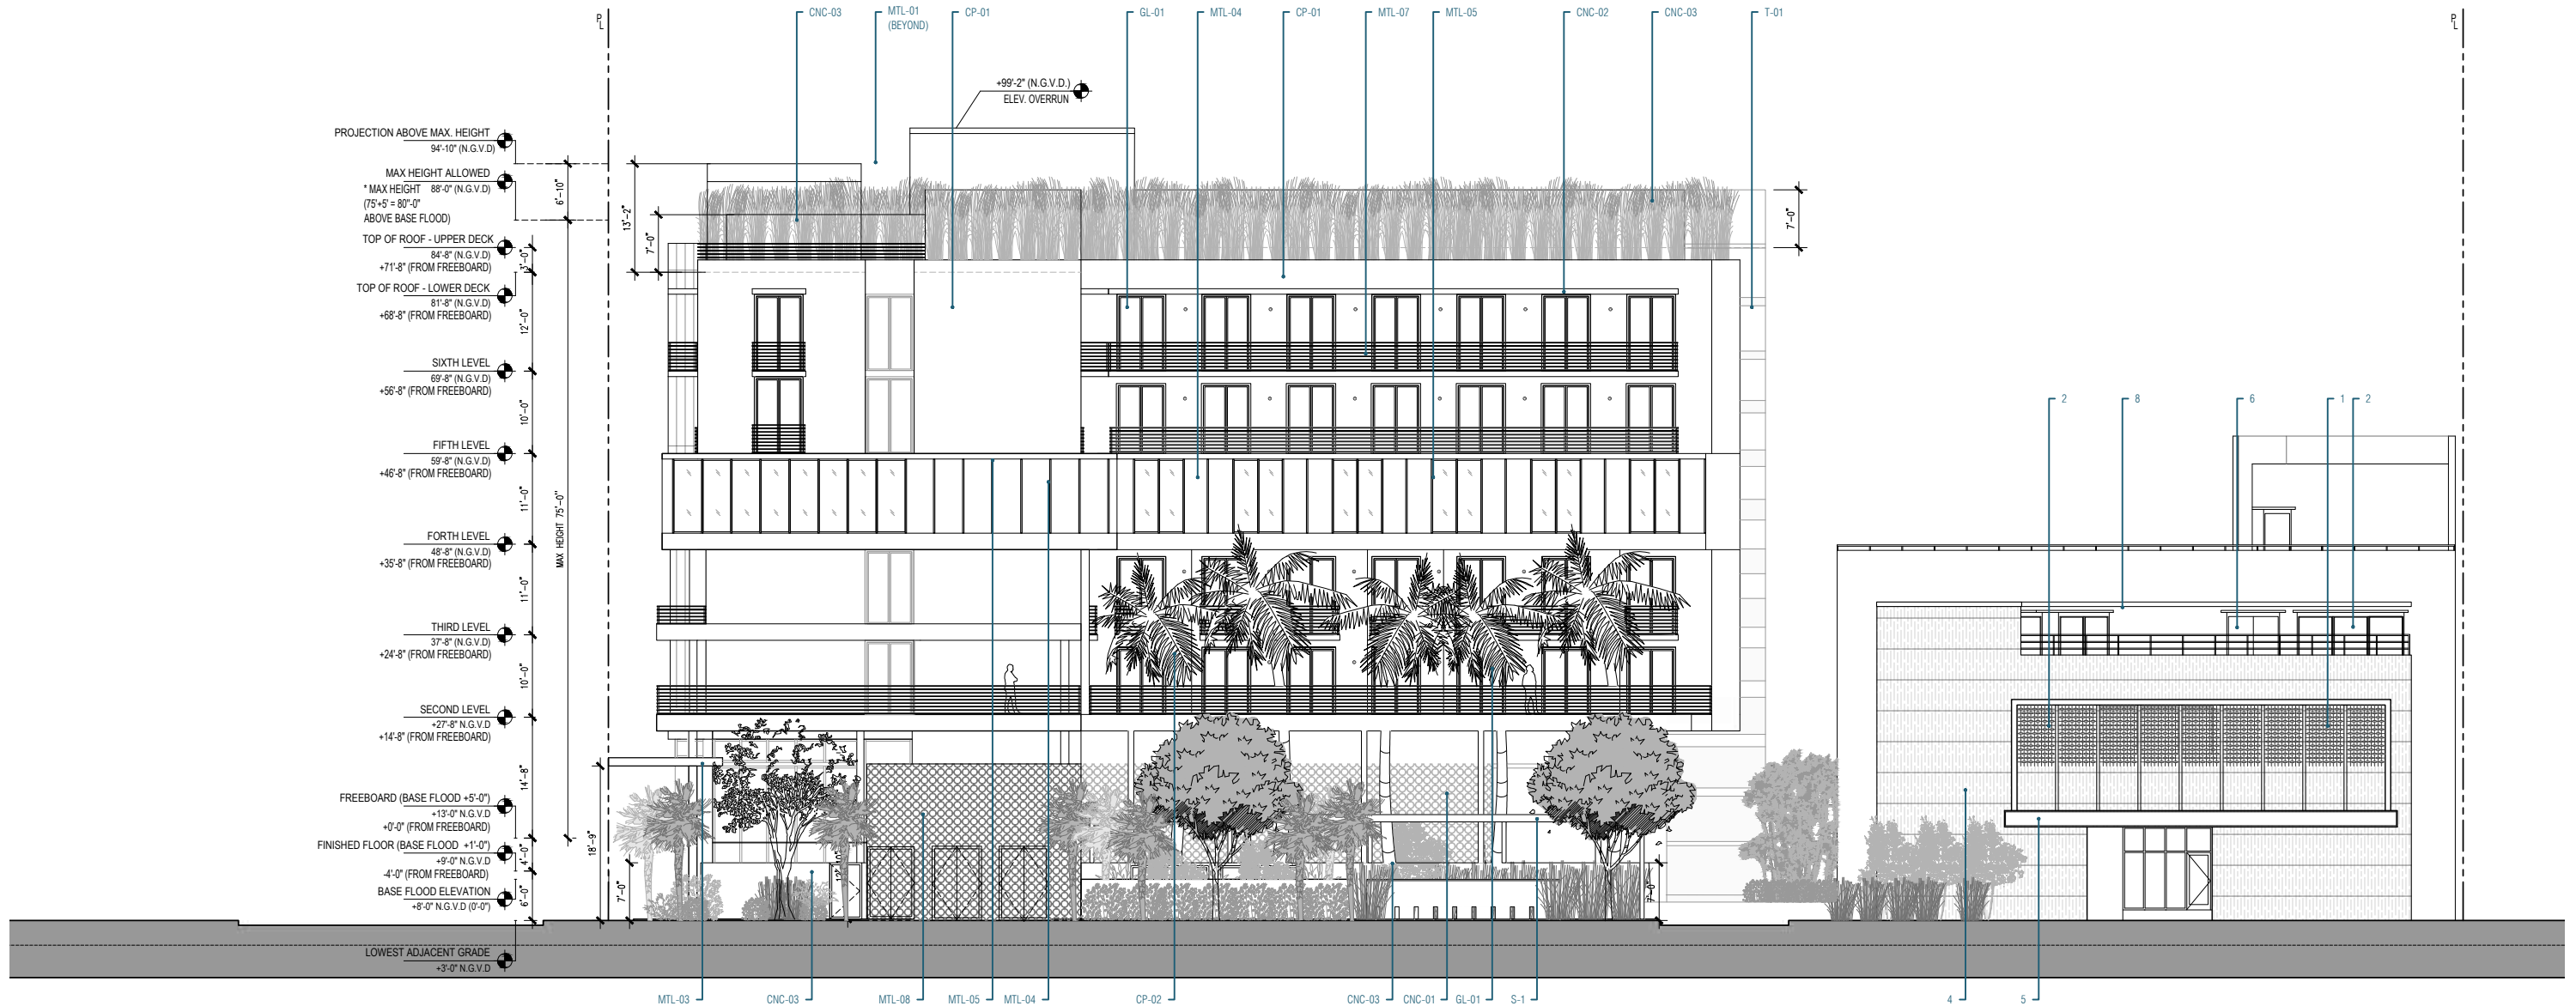 P
L
CNC-03
MTL-01
(BEYOND)
CP-01
GL-01
MTL-04
CP-01
MTL-07
MTL-05
CNC-02
CNC-03
T-01
P
L
+99'-2" (N.G.V.D.)
ELEV. OVERRUN
PROJECTION ABOVE MAX. HEIGHT
94'-10" (N.G.V.D)
MAX HEIGHT ALLOWED
* MAX HEIGHT 88'-0" (N.G.V.D)
(75'+5' = 80"-0"
ABOVE BASE FLOOD)
TOP OF ROOF - UPPER DECK
84'-8" (N.G.V.D)
+71'-8" (FROM FREEBOARD)
TOP OF ROOF - LOWER DECK
81'-8" (N.G.V.D)
+68'-8" (FROM FREEBOARD)
SIXTH LEVEL
69'-8" (N.G.V.D)
+56'-8" (FROM FREEBOARD)
FIFTH LEVEL
59'-8" (N.G.V.D)
+46'-8" (FROM FREEBOARD)
FORTH LEVEL
48'-8" (N.G.V.D)
+35'-8" (FROM FREEBOARD)
THIRD LEVEL
37'-8" (N.G.V.D)
+24'-8" (FROM FREEBOARD)
SECOND LEVEL
+27'-8" N.G.V.D
+14'-8" (FROM FREEBOARD)
FREEBOARD (BASE FLOOD +5'-0")
+13'-0" N.G.V.D
+0'-0" (FROM FREEBOARD)
FINISHED FLOOR (BASE FLOOD +1'-0")
+9'-0" N.G.V.D
-4'-0" (FROM FREEBOARD)
BASE FLOOD ELEVATION
+8'-0" N.G.V.D (0'-0")
LOWEST ADJACENT GRADE
+3'-0" N.G.V.D
3'-0"
12'-0"
10'-0"
11'-0"
11'-0"
10'-0"
14'-8"
4'-0"
6'-0"
6'-10"
MAX HEIGHT 75'-0"
18'-9"
7'-0"
13'-2"
7'-0"
7'-0"
7'-0"
2
8
6
1
2
MTL-03
CNC-03
MTL-08
MTL-05
MTL-04
CP-02
CNC-03
CNC-01
GL-01
S-1
4
5